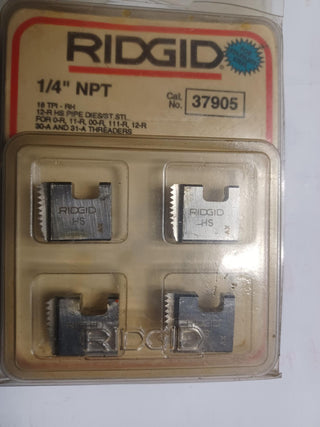 RIDGID
1/4" NPT
Cat. No. 37905
18 TPI - RH
12-R HS PIPE DIES/ST. STL.
FOR 0-R, 11-R, 00-R, 111-R, 12-R
30-A AND 31-A THREADERS
RIDGID
HS
RIDGID
HS
RIDGID